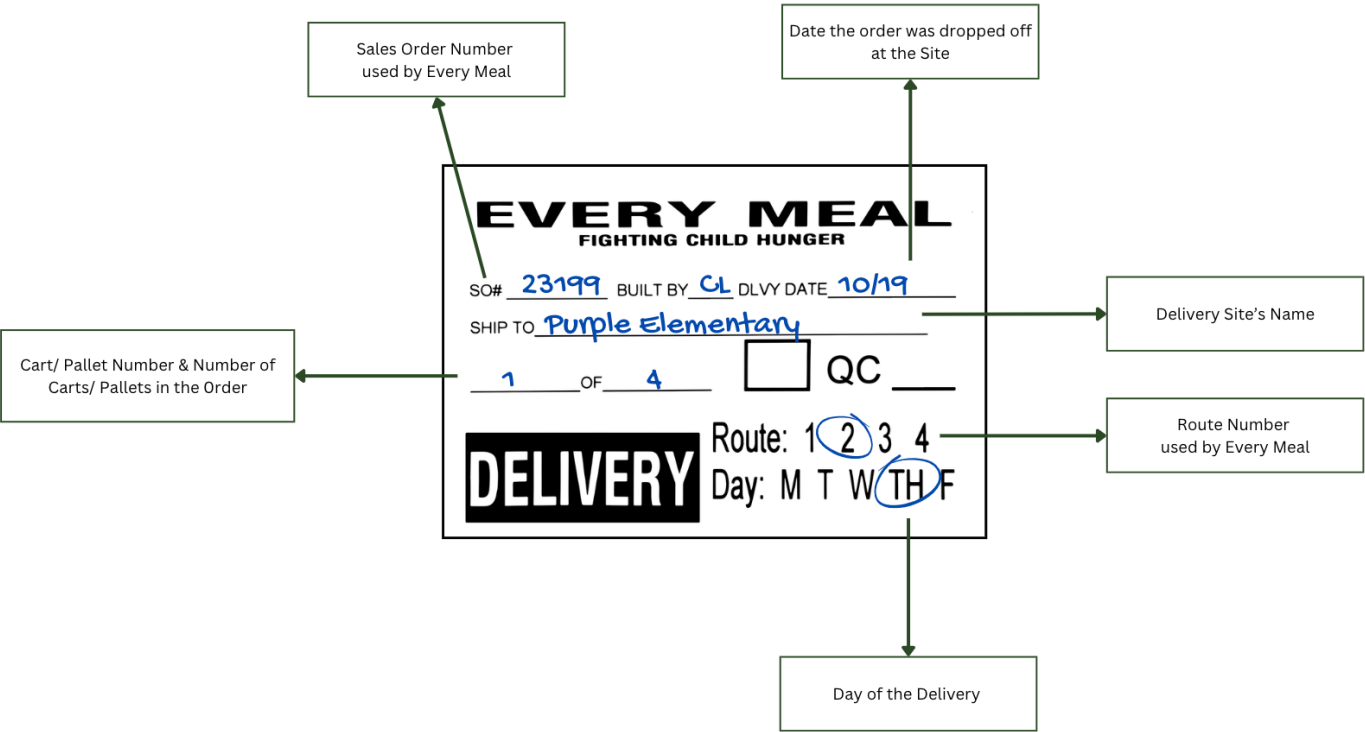 Sales Order Number
used by Every Meal
Date the order was dropped off
at the Site
EVERY MEAL
FIGHTING CHILD HUNGER
SO# 23199 BUILT BY CL DLVY DATE 10/19
SHIP TO Purple Elementary
Delivery Site's Name
Cart/ Pallet Number & Number of
Carts/ Pallets in the Order
1 OF 4 QC
Route: 1 2 3 4
Route Number
used by Every Meal
DELIVERY
Day: M T W TH F
Day of the Delivery